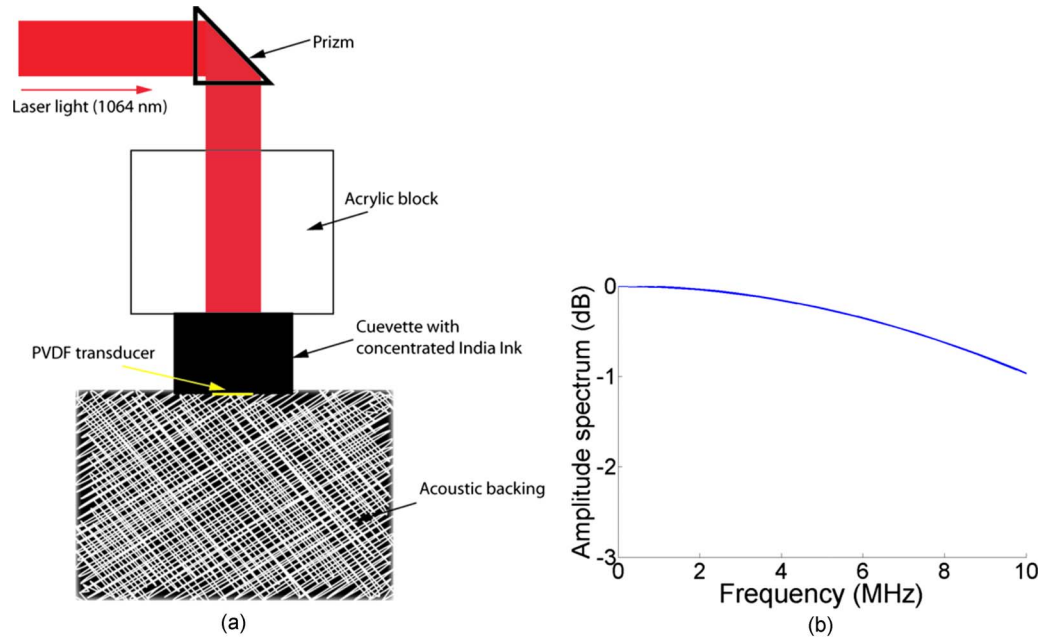 Prizm
Laser light (1064 nm)
Acrylic block
Cuevette with
concentrated India Ink
PVDF transducer
Acoustic backing
(a)
Amplitude spectrum (dB)
0
-1
-2
-3
0 2 4 6 8 10
Frequency (MHz)
(b)